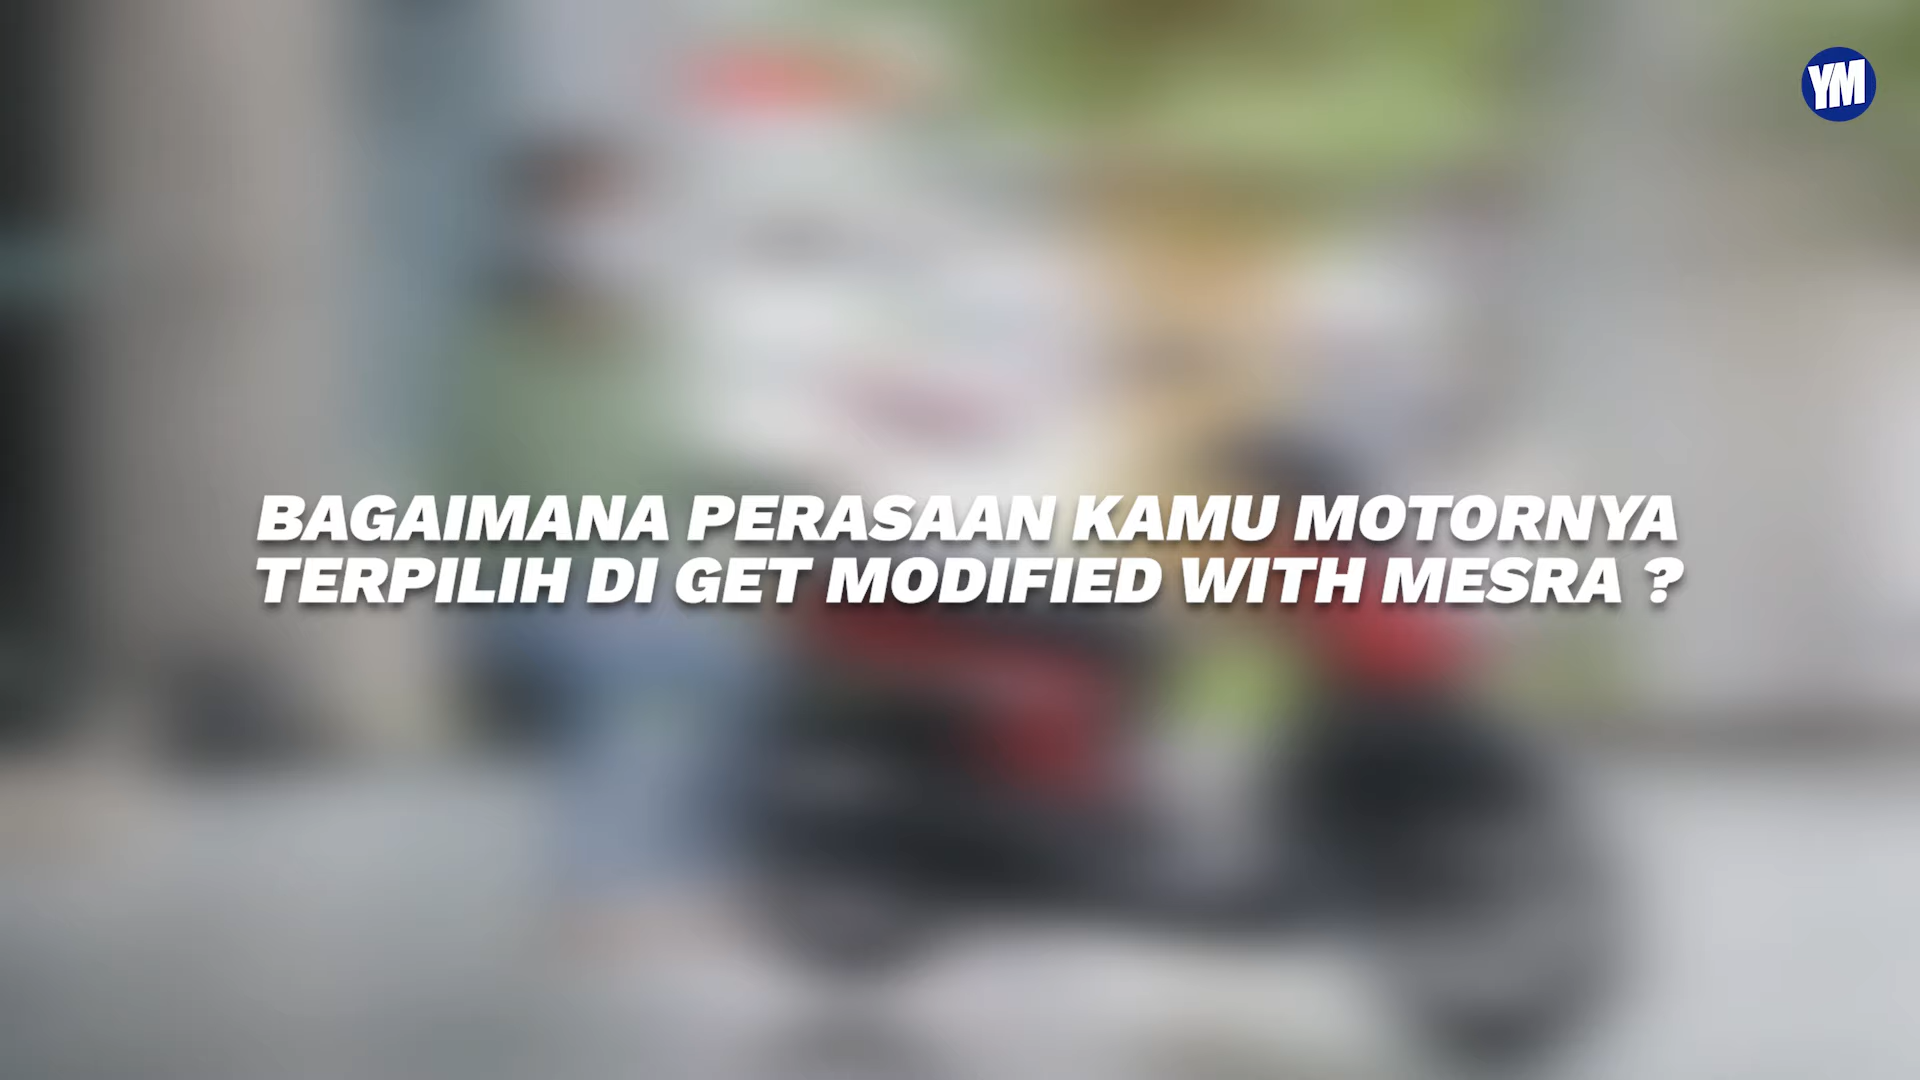 YM
BAGAIMANA PERASAAN KAMU MOTORNYA
TERPILIH DI GET MODIFIED WITH MESRA ?